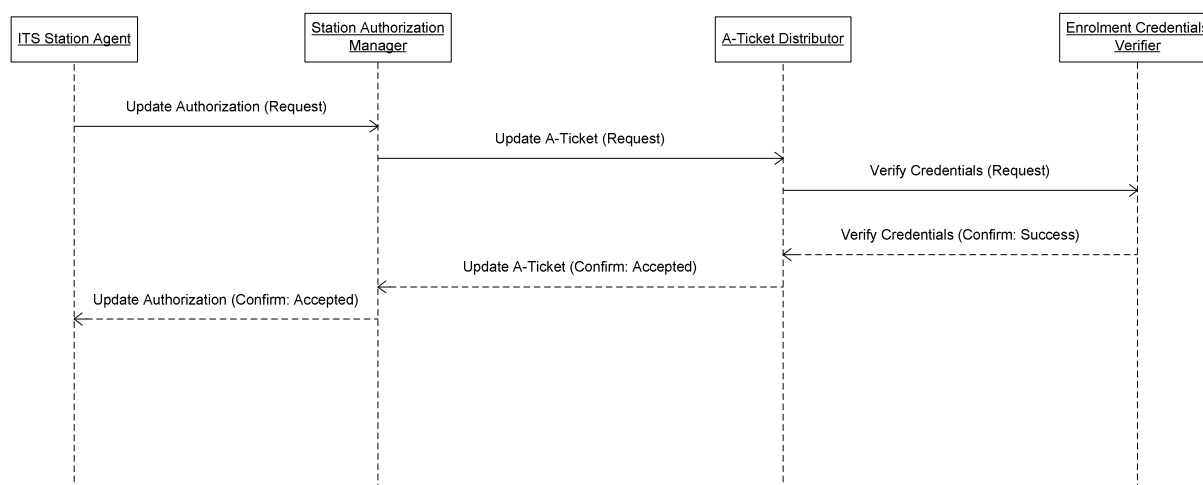 ITS Station Agent
Station Authorization
Manager
A-Ticket Distributor
Enrolment Credentials
Verifier
Update Authorization (Request)
Update A-Ticket (Request)
Verify Credentials (Request)
Verify Credentials (Confirm: Success)
Update A-Ticket (Confirm: Accepted)
Update Authorization (Confirm: Accepted)